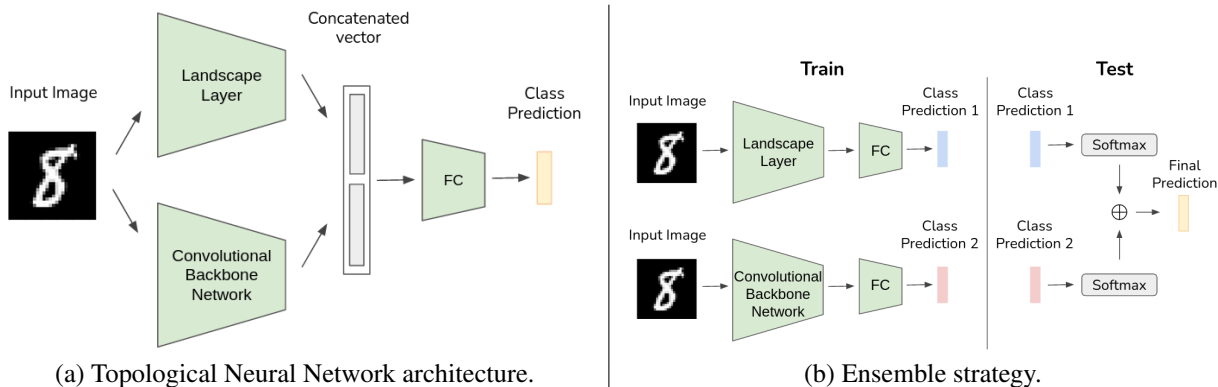 Input Image
Landscape
Layer
Convolutional
Backbone
Network
Concatenated
vector
FC
Class
Prediction
(a) Topological Neural Network architecture.
Train
Input Image
Landscape
Layer
FC
Class
Prediction 1
Input Image
Convolutional
Backbone
Network
FC
Class
Prediction 2
Test
Class
Prediction 1
Softmax
Class
Prediction 2
Softmax
Final
Prediction
(b) Ensemble strategy.